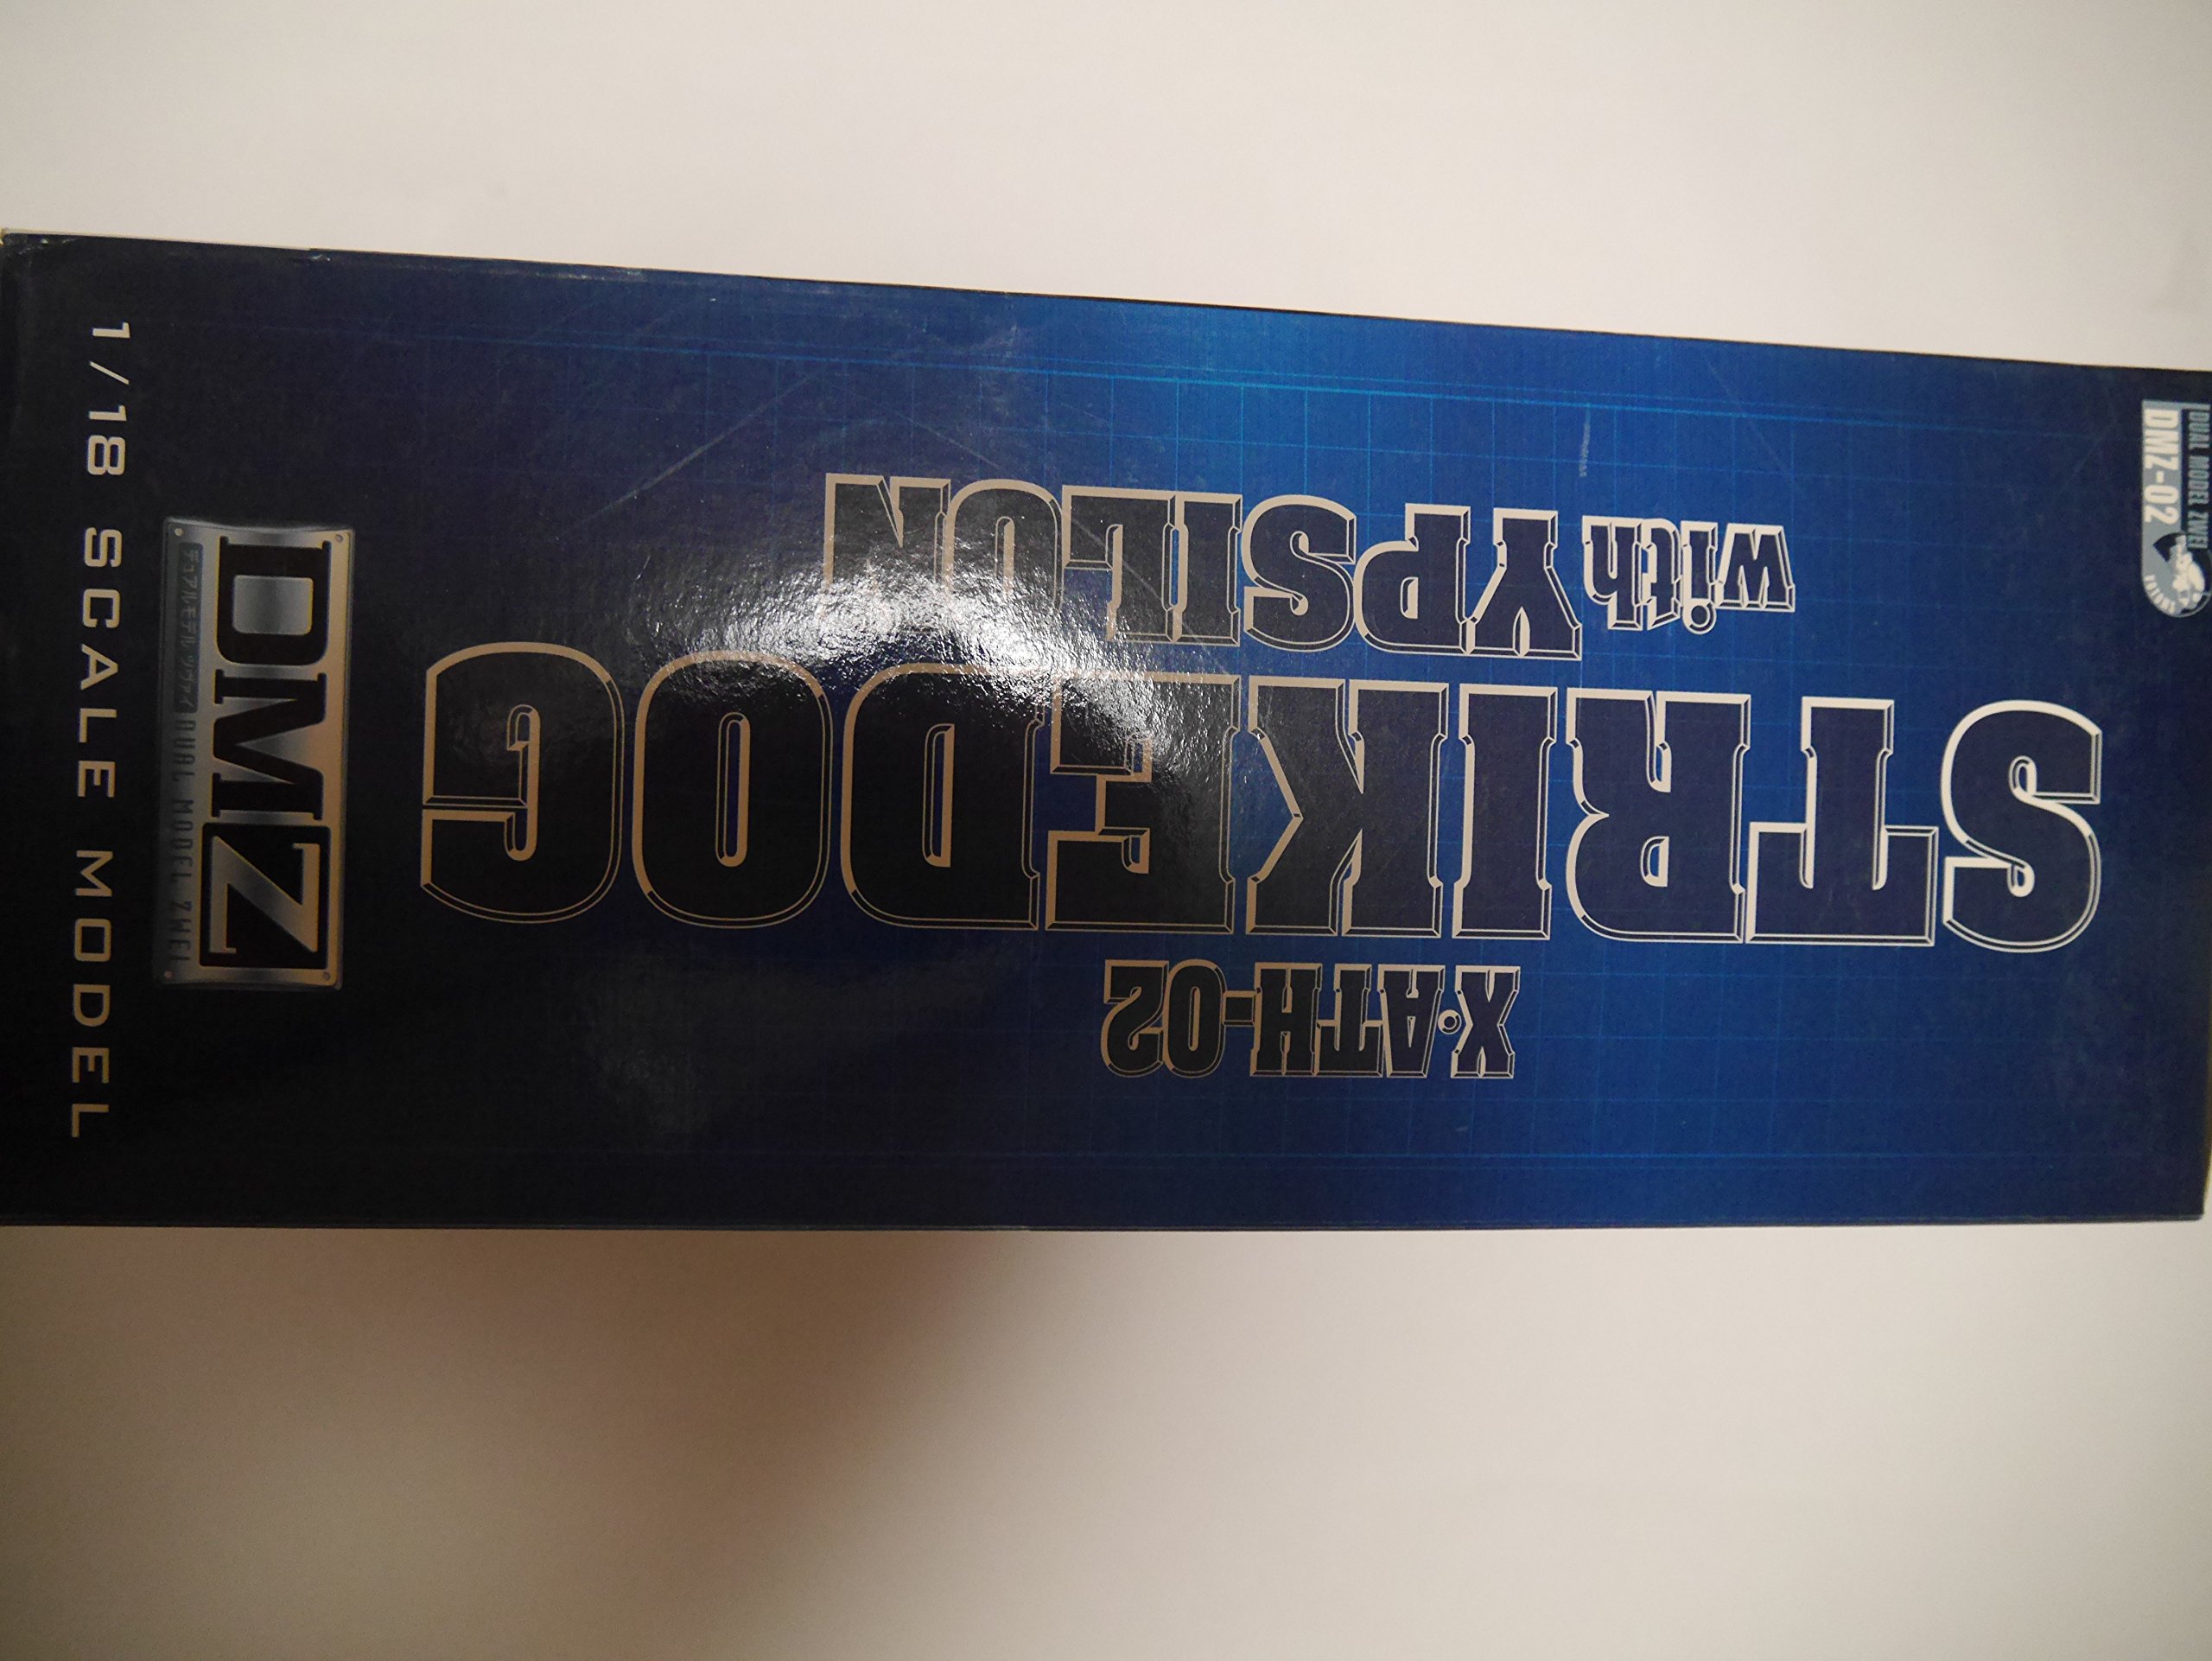 X·ATH-02
STRIKEDOG
with YPSILON
DUAL MODEL ZWEI
DMZ-02
DMZ
デュアルモデル ツヴァイ DUAL MODEL ZWEI
1/18 SCALE MODEL